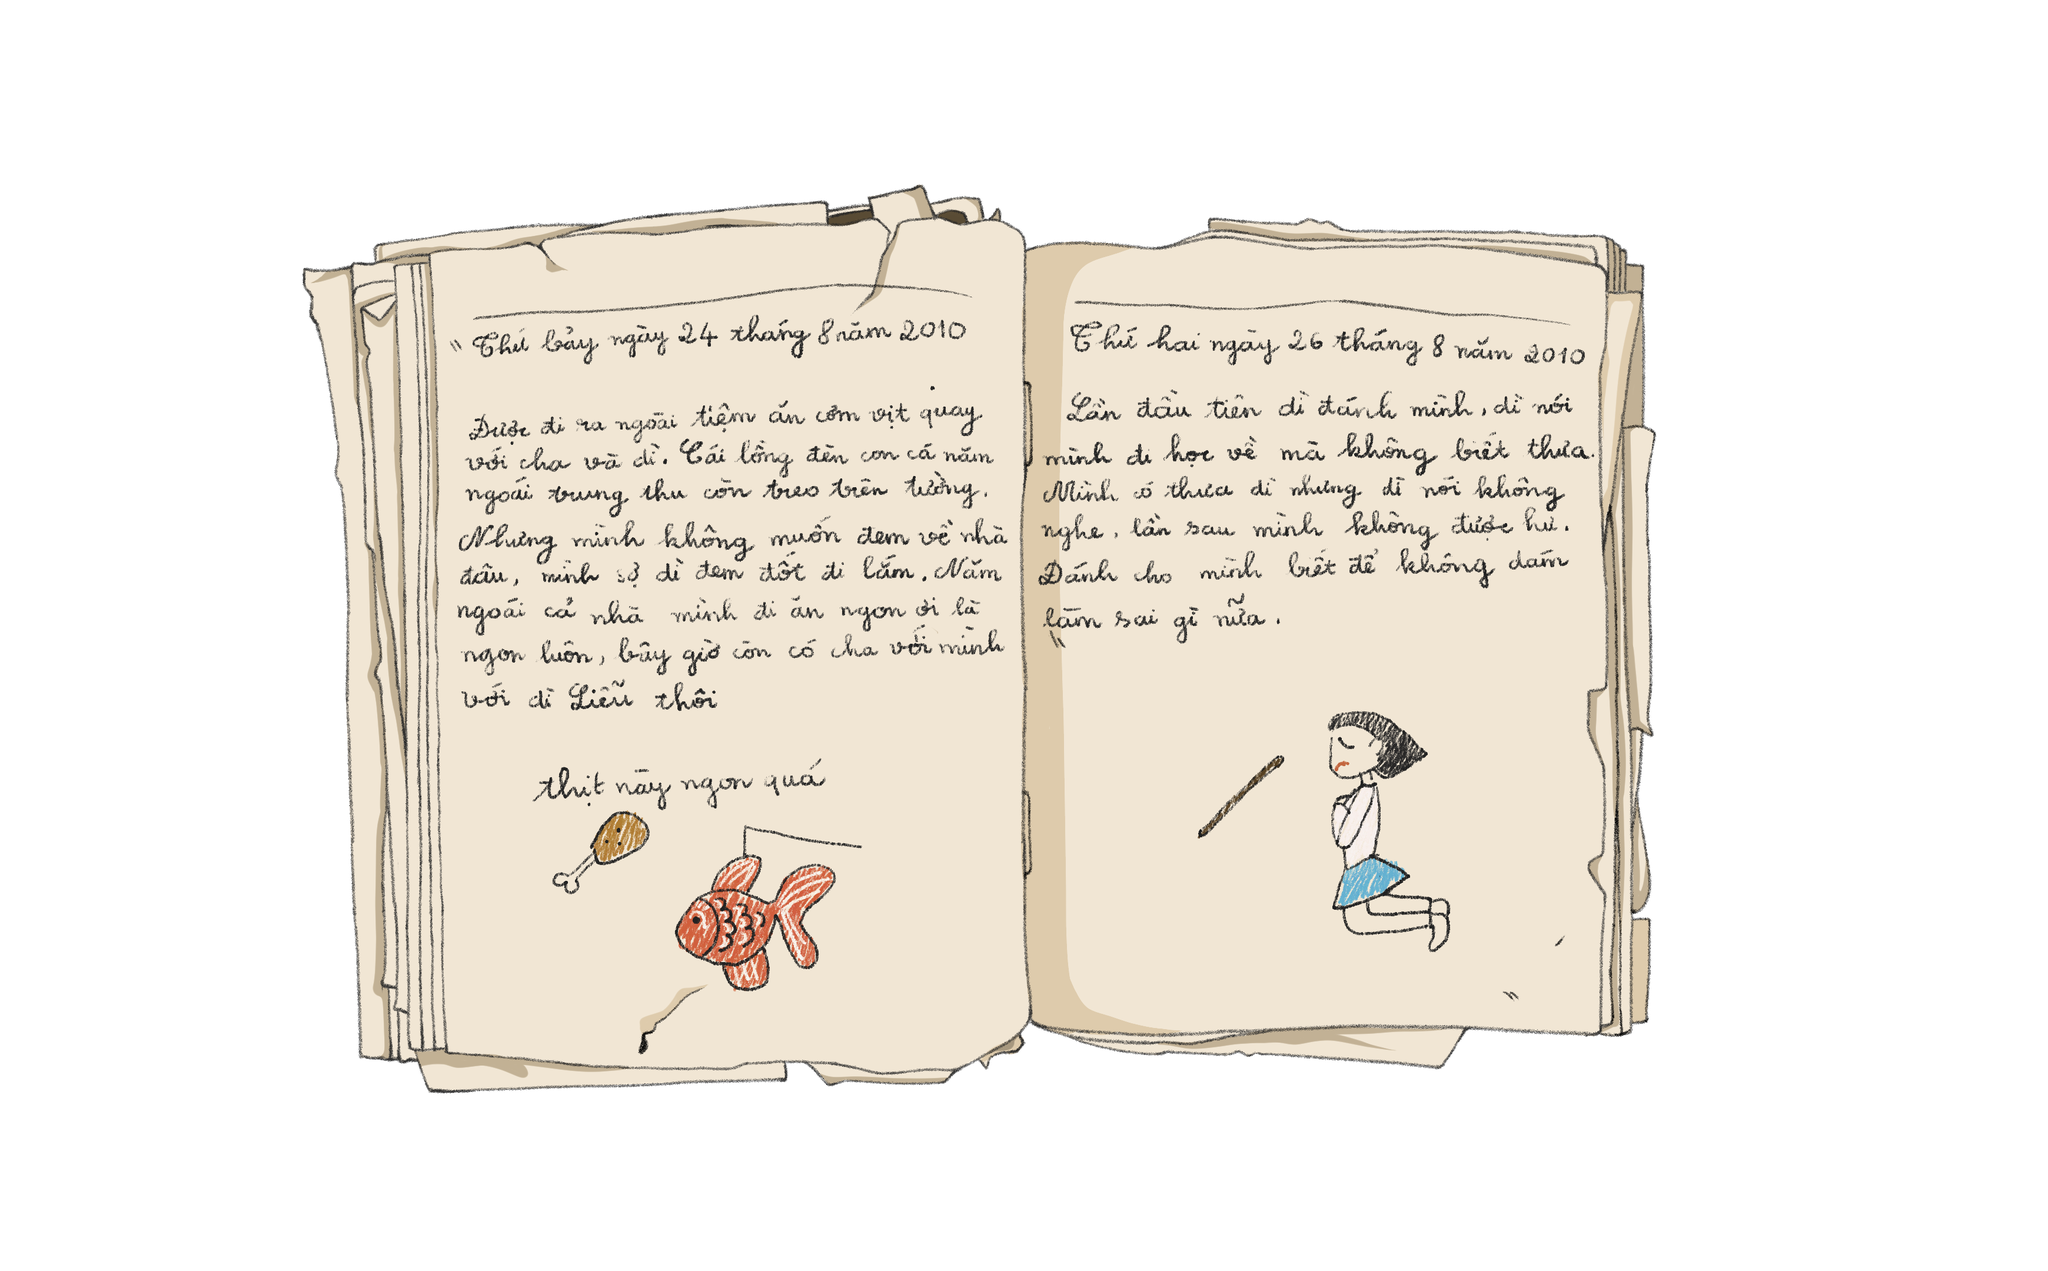 " Thứ bảy ngày 24 tháng 8 năm 2010
Được đi ra ngoài tiệm ăn cơm vịt quay
với cha và dì. Cái lồng đèn con cá năm
ngoái trung thu còn treo trên tường.
Nhưng mình không muốn đem về nhà
đâu, mình sợ dì đem đốt đi lắm. Năm
ngoái cả nhà mình đi ăn ngon ơi là
ngon luôn, bây giờ còn có cha với mình
với dì Liễu thôi
thịt này ngon quá
Thứ hai ngày 26 tháng 8 năm 2010
Lần đầu tiên dì đánh mình, dì nói
mình đi học về mà không biết thưa.
Mình có thưa dì nhưng dì nói không
nghe, lần sau mình không được hư.
Đánh cho mình biết để không dám
làm sai gì nữa.
"